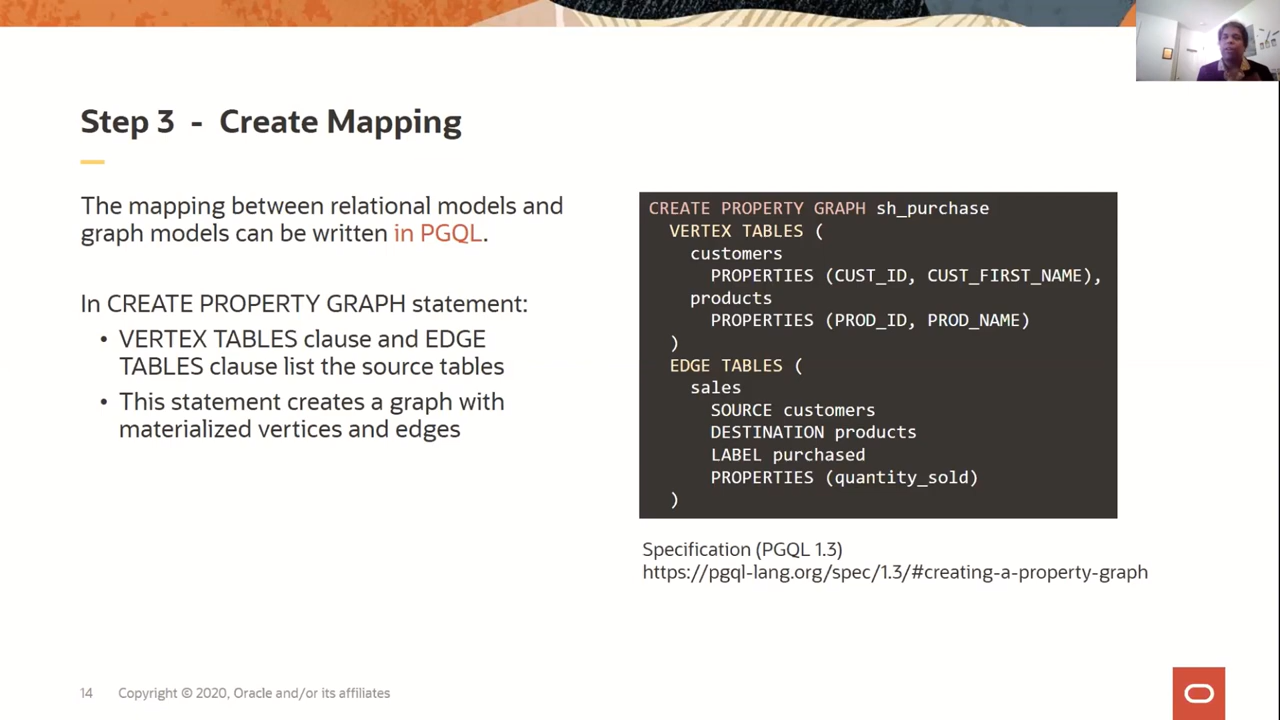 Step 3 - Create Mapping
The mapping between relational models and
graph models can be written in PGQL.
In CREATE PROPERTY GRAPH statement:
• VERTEX TABLES clause and EDGE
TABLES clause list the source tables
• This statement creates a graph with
materialized vertices and edges
CREATE PROPERTY GRAPH sh_purchase
VERTEX TABLES (
customers
PROPERTIES (CUST_ID, CUST_FIRST_NAME),
products
PROPERTIES (PROD_ID, PROD_NAME)
)
EDGE TABLES (
sales
SOURCE customers
DESTINATION products
LABEL purchased
PROPERTIES (quantity_sold)
)
Specification (PGQL 1.3)
https://pgql-lang.org/spec/1.3/#creating-a-property-graph
14 Copyright © 2020, Oracle and/or its affiliates